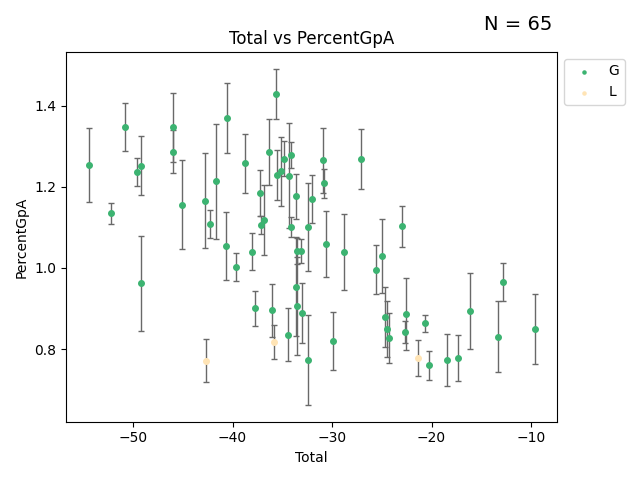 N = 65
Total vs PercentGpA
G
L
PercentGpA
1.4
1.2
1.0
0.8
−50
−40
−30
−20
−10
Total